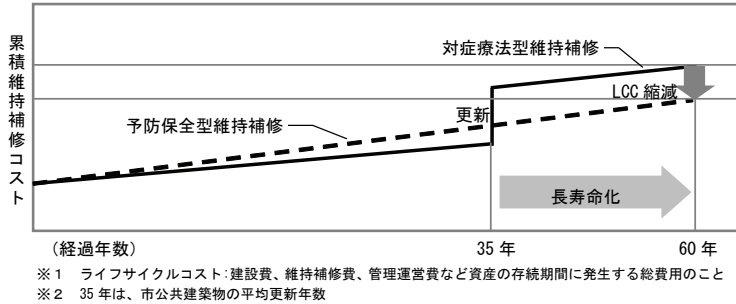 累積維持補修コスト
対症療法型維持補修
LCC 縮減
更新
予防保全型維持補修
長寿命化
(経過年数)
35 年
60 年
※1 ライフサイクルコスト:建設費、維持補修費、管理運営費など資産の存続期間に発生する総費用のこと
※2 35 年は、市公共建築物の平均更新年数